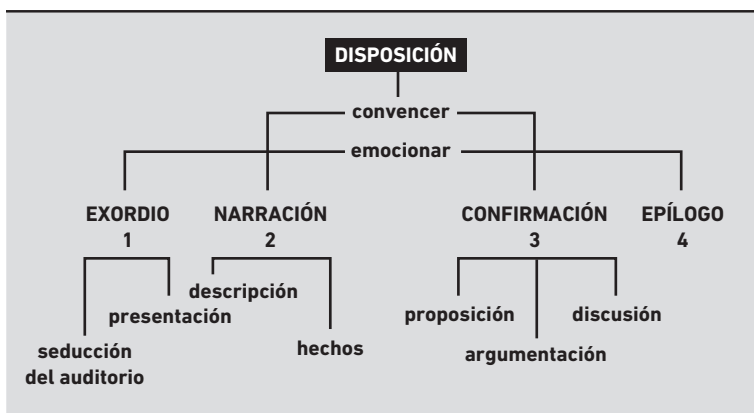 DISPOSICIÓN
convencer
emocionar
EXORDIO
1
NARRACIÓN
2
CONFIRMACIÓN
3
EPÍLOGO
4
seducción
del auditorio
presentación
descripción
hechos
proposición
argumentación
discusión